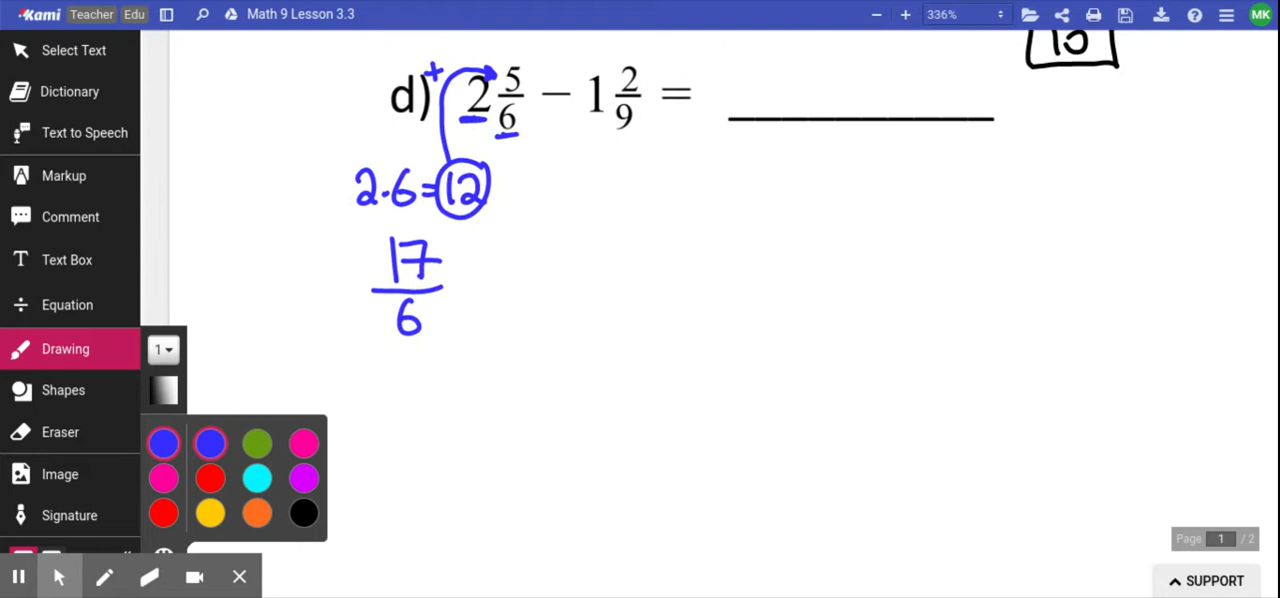 Kami Teacher Edu Math 9 Lesson 3.3 336% MK
Select Text
Dictionary
Text to Speech
Markup
Comment
Text Box
Equation
Drawing
Shapes
Eraser
Image
Signature
1
d) 2 5/6 − 1 2/9 = ____________
+
2·6=12
17
6
Page 1 / 2
SUPPORT